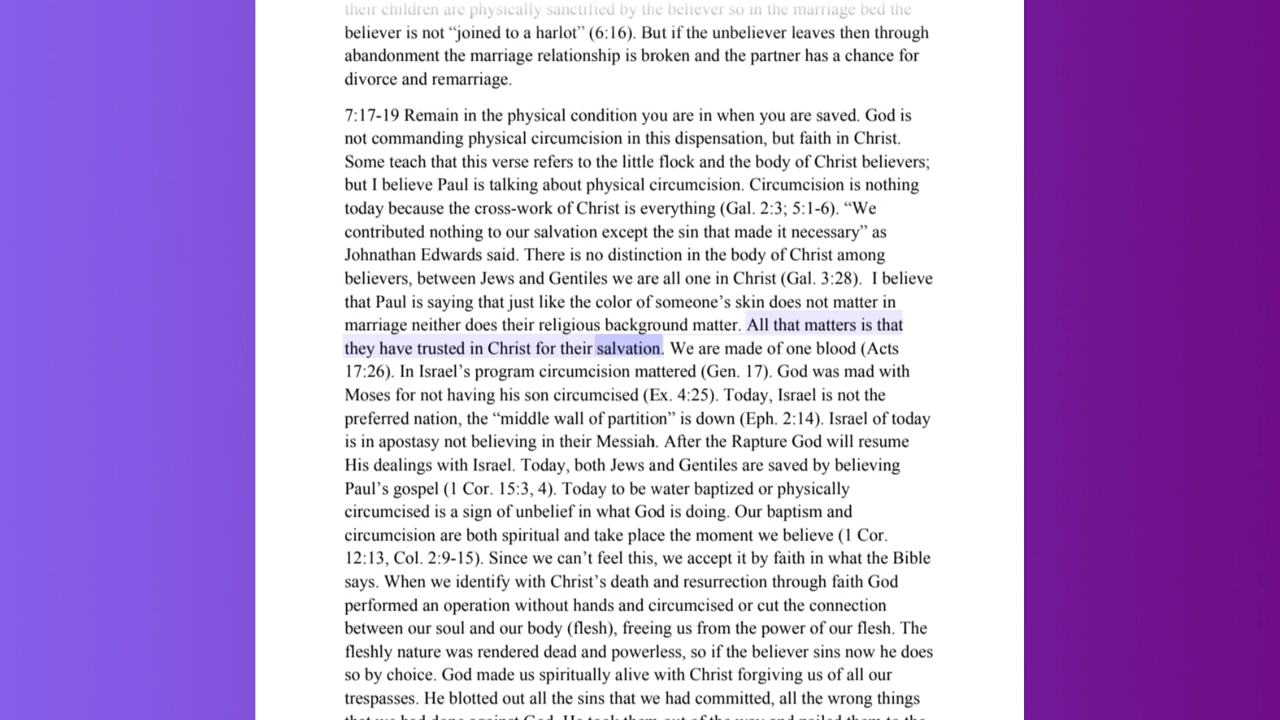 their children are physically sanctified by the believer so in the marriage bed the
believer is not “joined to a harlot” (6:16). But if the unbeliever leaves then through
abandonment the marriage relationship is broken and the partner has a chance for
divorce and remarriage.
7:17-19 Remain in the physical condition you are in when you are saved. God is
not commanding physical circumcision in this dispensation, but faith in Christ.
Some teach that this verse refers to the little flock and the body of Christ believers;
but I believe Paul is talking about physical circumcision. Circumcision is nothing
today because the cross-work of Christ is everything (Gal. 2:3; 5:1-6). “We
contributed nothing to our salvation except the sin that made it necessary” as
Johnathan Edwards said. There is no distinction in the body of Christ among
believers, between Jews and Gentiles we are all one in Christ (Gal. 3:28).  I believe
that Paul is saying that just like the color of someone’s skin does not matter in
marriage neither does their religious background matter. All that matters is that
they have trusted in Christ for their salvation. We are made of one blood (Acts
17:26). In Israel’s program circumcision mattered (Gen. 17). God was mad with
Moses for not having his son circumcised (Ex. 4:25). Today, Israel is not the
preferred nation, the “middle wall of partition” is down (Eph. 2:14). Israel of today
is in apostasy not believing in their Messiah. After the Rapture God will resume
His dealings with Israel. Today, both Jews and Gentiles are saved by believing
Paul’s gospel (1 Cor. 15:3, 4). Today to be water baptized or physically
circumcised is a sign of unbelief in what God is doing. Our baptism and
circumcision are both spiritual and take place the moment we believe (1 Cor.
12:13, Col. 2:9-15). Since we can’t feel this, we accept it by faith in what the Bible
says. When we identify with Christ’s death and resurrection through faith God
performed an operation without hands and circumcised or cut the connection
between our soul and our body (flesh), freeing us from the power of our flesh. The
fleshly nature was rendered dead and powerless, so if the believer sins now he does
so by choice. God made us spiritually alive with Christ forgiving us of all our
trespasses. He blotted out all the sins that we had committed, all the wrong things
that we had done against God. He took them out of the way and nailed them to the